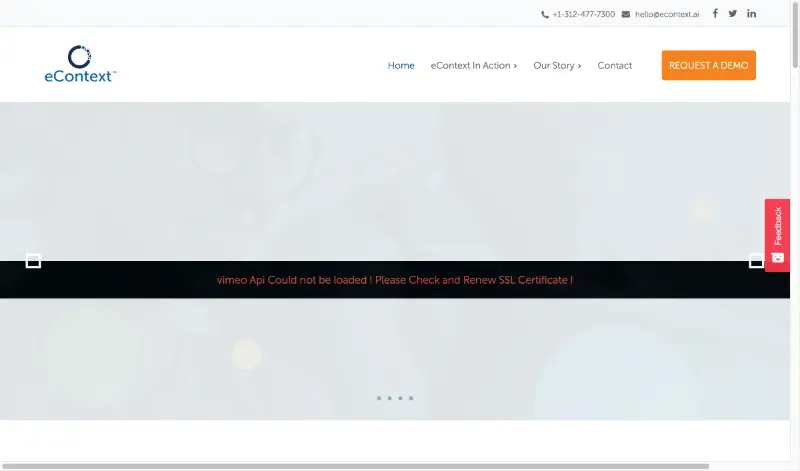 +1-312-477-7300 hello@econtext.ai
eContext™
Home eContext In Action › Our Story › Contact REQUEST A DEMO
Feedback
vimeo Api Could not be loaded ! Please Check and Renew SSL Certificate !